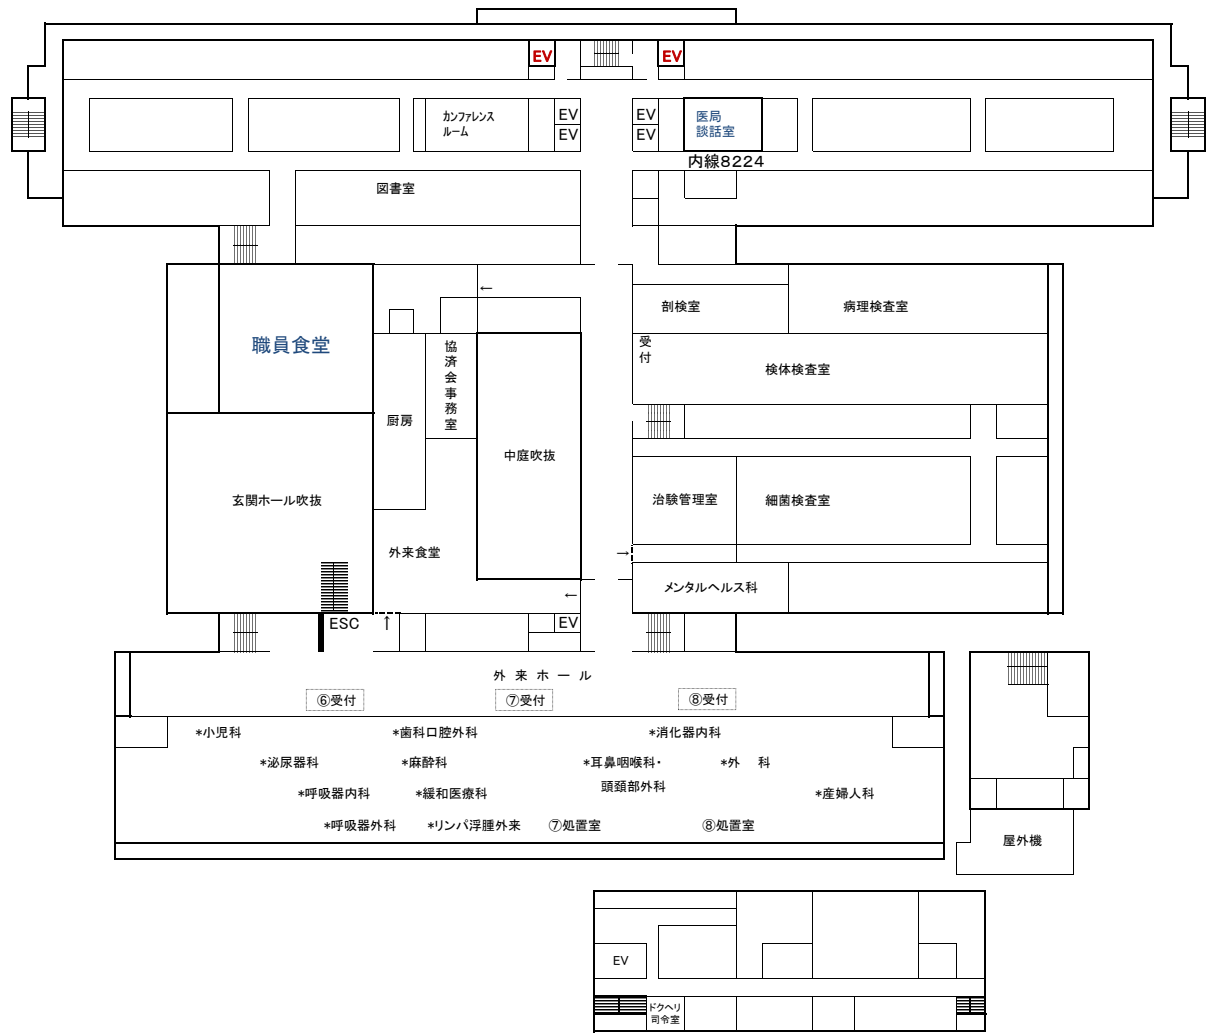 EV
EV
カンファレンス
ルーム
EV
EV
EV
EV
医局
談話室
内線8224
図書室
←
剖検室
病理検査室
職員食堂
協済会事務室
受付
検体検査室
厨房
中庭吹抜
玄関ホール吹抜
治験管理室
細菌検査室
外来食堂
→
メンタルヘルス科
←
ESC
↑
EV
外来ホール
⑥受付
⑦受付
⑧受付
*小児科
*歯科口腔外科
*消化器内科
*泌尿器科
*麻酔科
*耳鼻咽喉科・
頭頚部外科
*外 科
*呼吸器内科
*緩和医療科
*産婦人科
*呼吸器外科
*リンパ浮腫外来
⑦処置室
⑧処置室
屋外機
EV
ドクヘリ
司令室